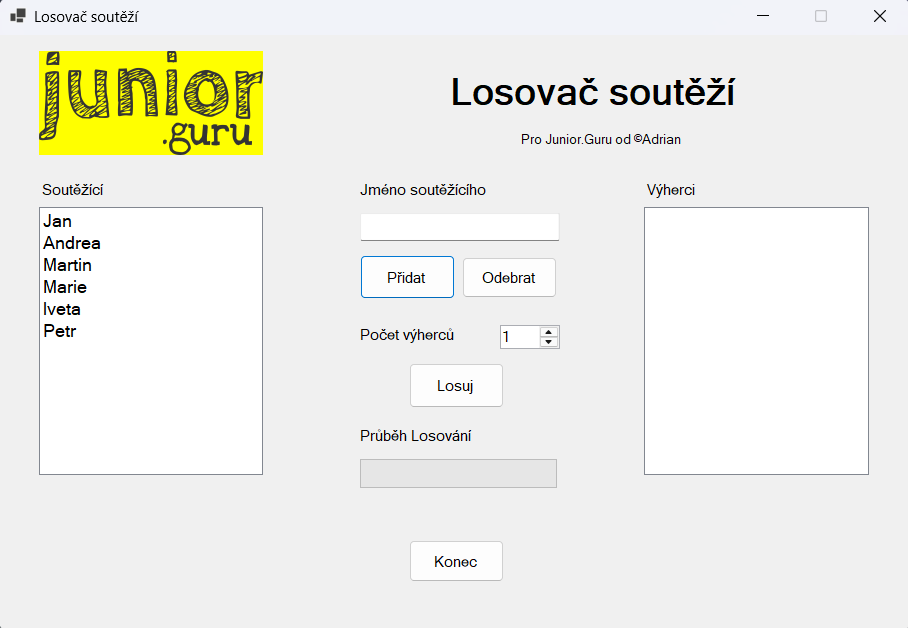 Losovač soutěží
junior
.guru
Losovač soutěží
Pro Junior.Guru od ©Adrian
Soutěžící
Jan
Andrea
Martin
Marie
Iveta
Petr
Jméno soutěžícího
Přidat
Odebrat
Počet výherců
1
Losuj
Průběh Losování
Konec
Výherci